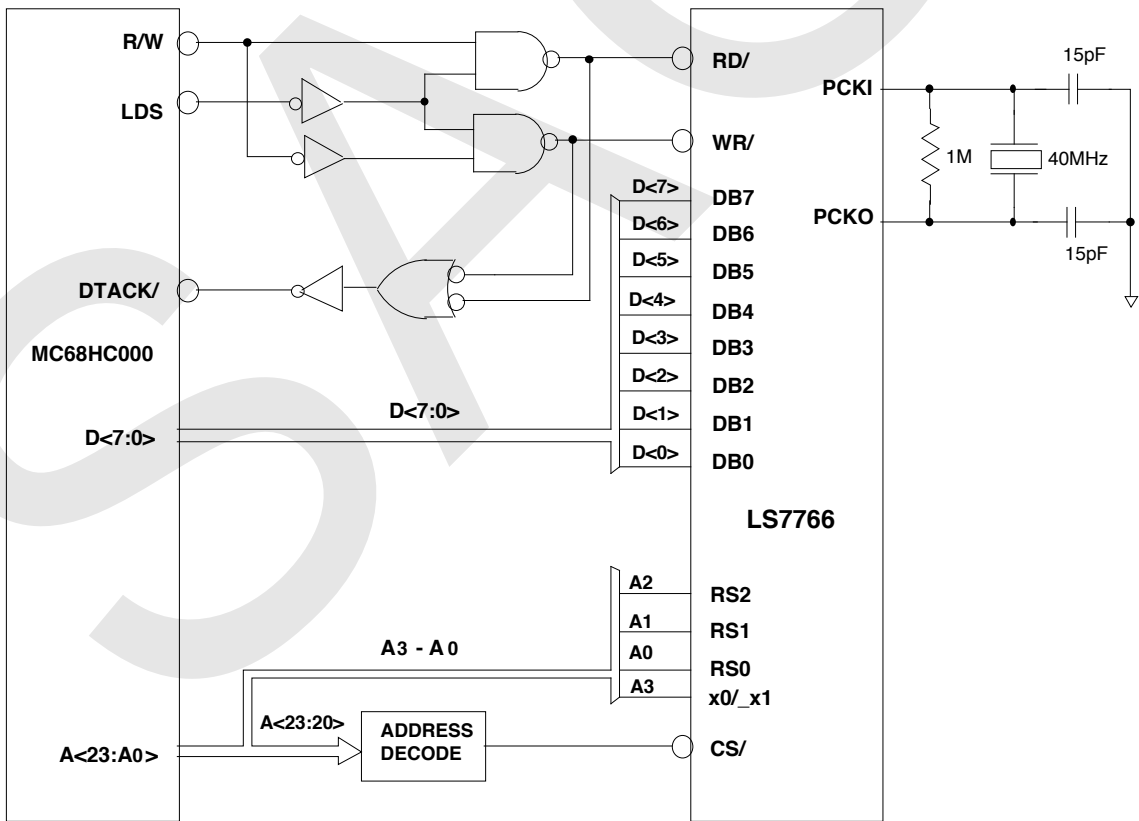 R/W
LDS
DTACK/
MC68HC000
D<7:0>
A<23:A0>
D<7:0>
A3 - A0
A<23:20>
ADDRESS
DECODE
D<7>
D<6>
D<5>
D<4>
D<3>
D<2>
D<1>
D<0>
A2
A1
A0
A3
RD/
WR/
DB7
DB6
DB5
DB4
DB3
DB2
DB1
DB0
LS7766
RS2
RS1
RS0
x0/_x1
CS/
PCKI
PCKO
15pF
1M
40MHz
15pF